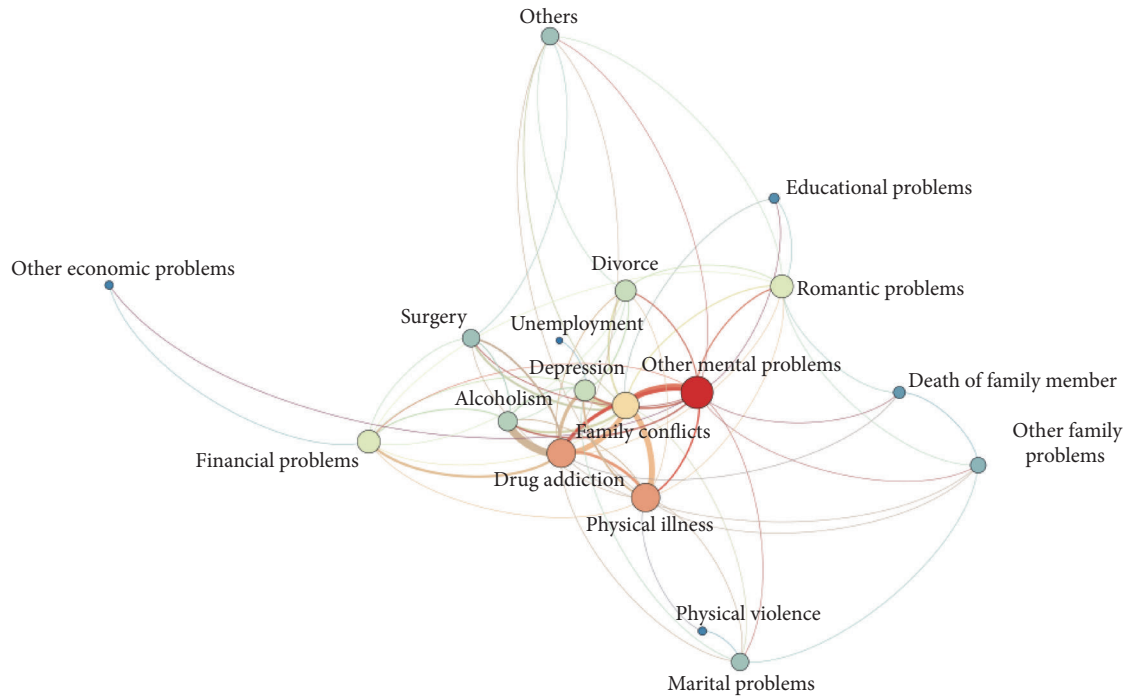 Others
Educational problems
Other economic problems
Divorce
Romantic problems
Surgery
Unemployment
Other mental problems
Depression
Death of family member
Alcoholism
Family conflicts
Other family
problems
Financial problems
Drug addiction
Physical illness
Physical violence
Marital problems